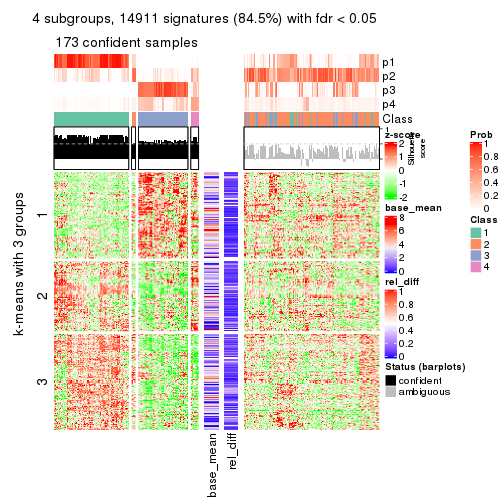 4 subgroups, 14911 signatures (84.5%) with fdr < 0.05
173 confident samples
p1
p2
p3
p4
Class
1
Silhouette
score
z-score
2
1
0
-1
-2
base_mean
8
6
4
2
0
rel_diff
1
0.8
0.6
0.4
0.2
0
Status (barplots)
confident
ambiguous
Prob
1
0.8
0.6
0.4
0.2
0
Class
1
2
3
4
k-means with 3 groups
1
2
3
base_mean
rel_diff